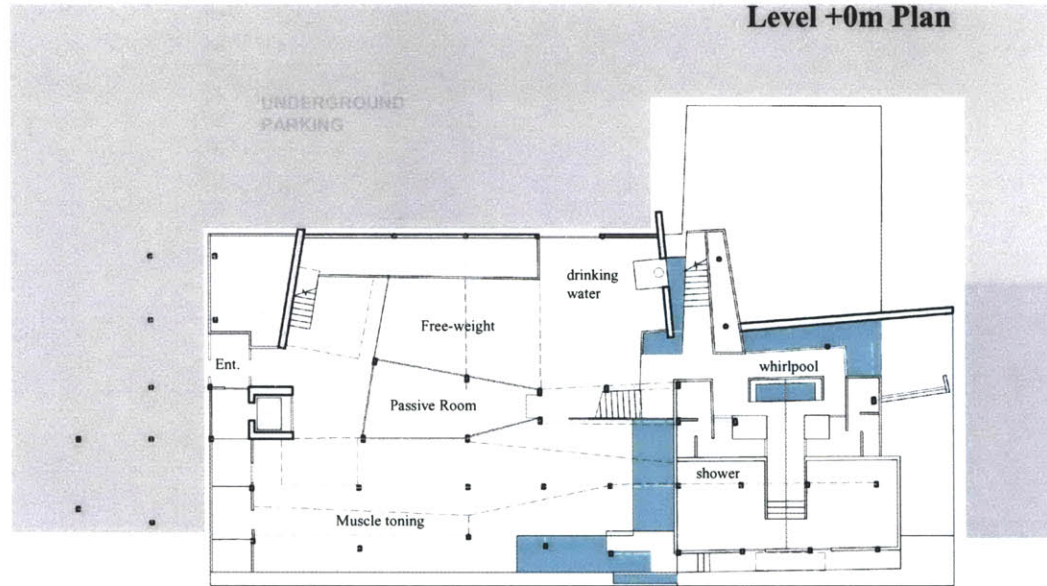 Level +0m Plan
UNDERGROUND
PARKING
drinking
water
Free-weight
Ent.
whirlpool
Passive Room
shower
Muscle toning